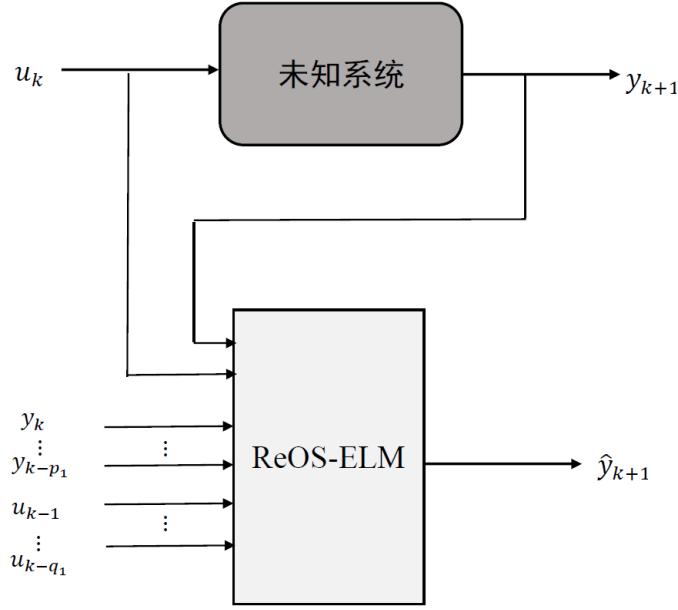 u_k
未知系统
y_{k+1}
y_k
⋮
⋮
y_{k-p_1}
u_{k-1}
⋮
⋮
u_{k-q_1}
ReOS-ELM
ŷ_{k+1}